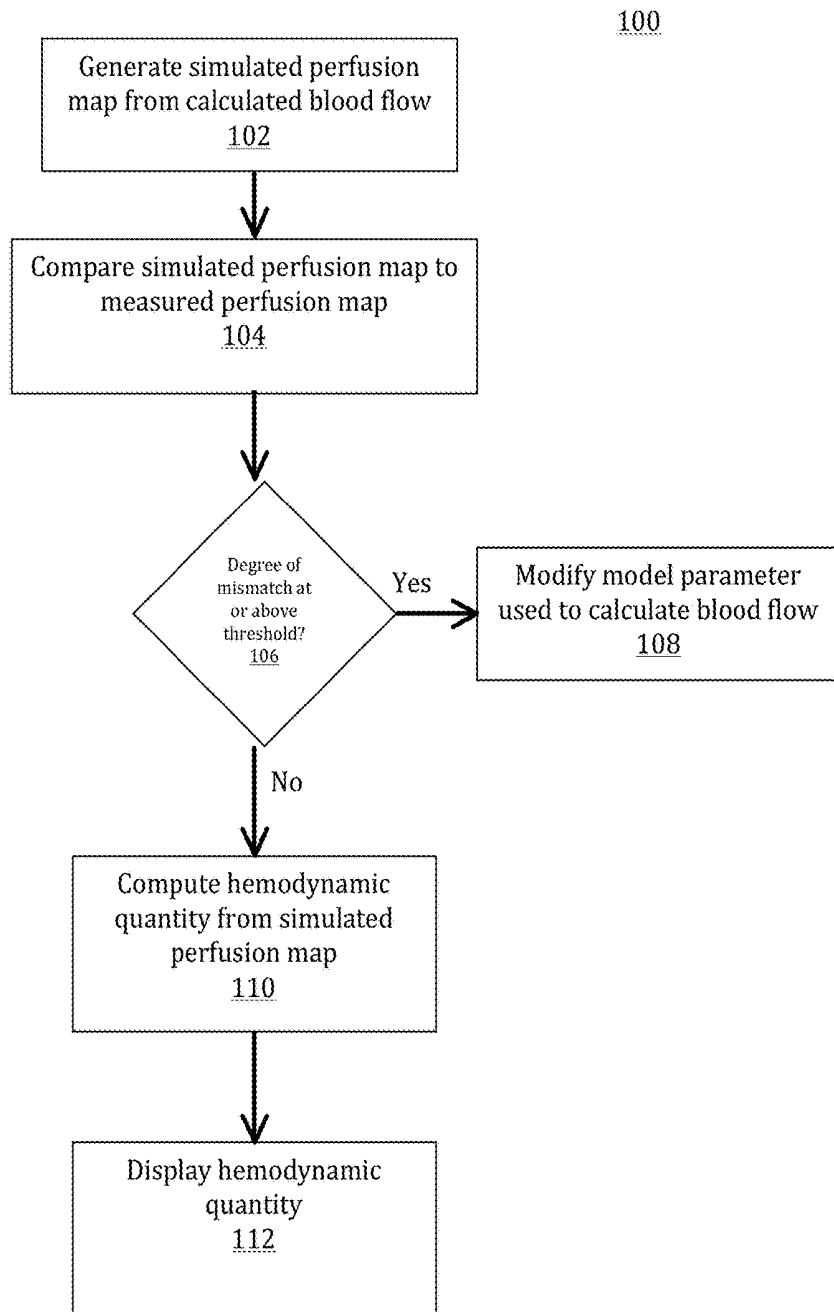 100
Generate simulated perfusion
map from calculated blood flow
102
Compare simulated perfusion map to
measured perfusion map
104
Degree of
mismatch at
or above
threshold?
106
Yes
Modify model parameter
used to calculate blood flow
108
No
Compute hemodynamic
quantity from simulated
perfusion map
110
Display hemodynamic
quantity
112